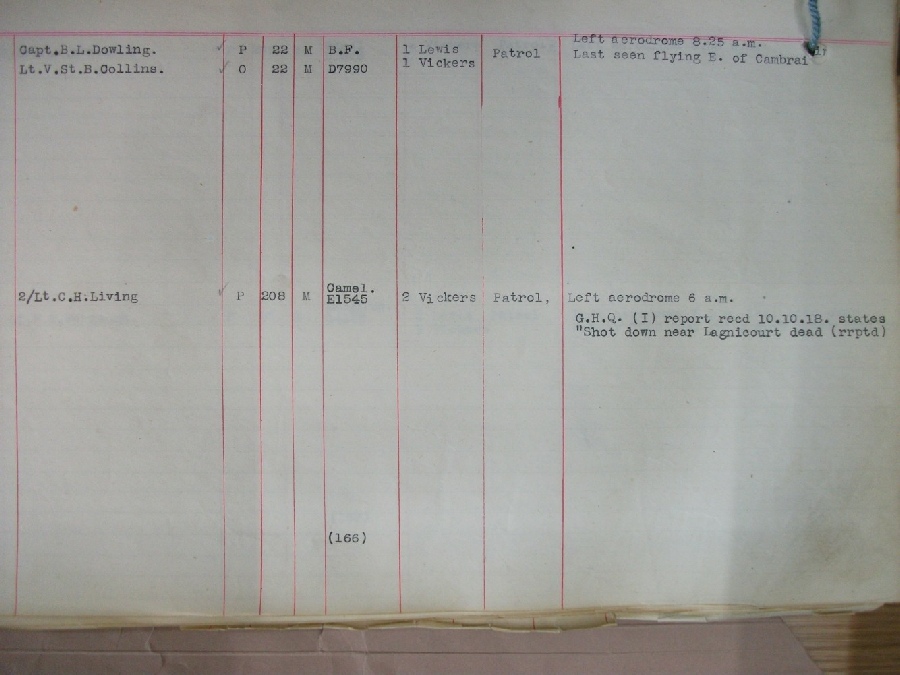 Capt.B.L.Dowling. P 22 M B.F. 1 Lewis Patrol Left aerodrome 8.25 a.m.
Lt.V.St.B.Collins. O 22 M D7990 1 Vickers Last seen flying E. of Cambrai
2/Lt.C.H.Living P 208 M Camel. E1545 2 Vickers Patrol, Left aerodrome 6 a.m.
G.H.Q. (I) report recd 10.10.18. states
"Shot down near Lagnicourt dead (rrptd)
(166)